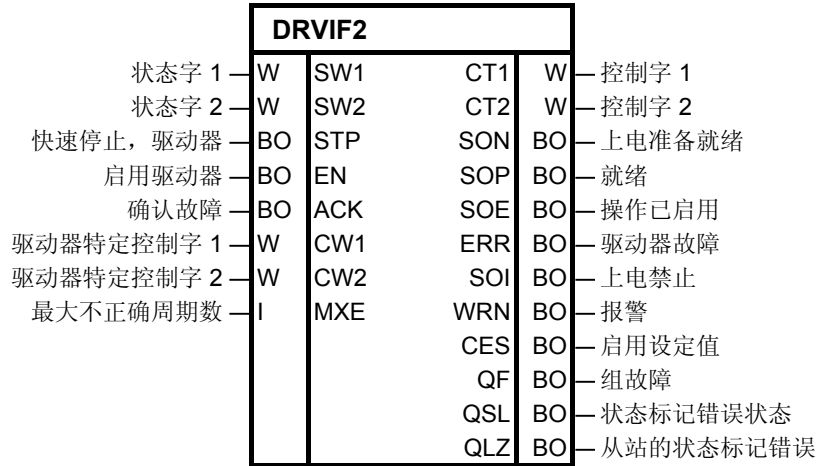 DRVIF2
状态字 1 W SW1 CT1 W 控制字 1
状态字 2 W SW2 CT2 W 控制字 2
快速停止，驱动器 BO STP SON BO 上电准备就绪
启用驱动器 BO EN SOP BO 就绪
确认故障 BO ACK SOE BO 操作已启用
驱动器特定控制字 1 W CW1 ERR BO 驱动器故障
驱动器特定控制字 2 W CW2 SOI BO 上电禁止
最大不正确周期数 I MXE WRN BO 报警
CES BO 启用设定值
QF BO 组故障
QSL BO 状态标记错误状态
QLZ BO 从站的状态标记错误